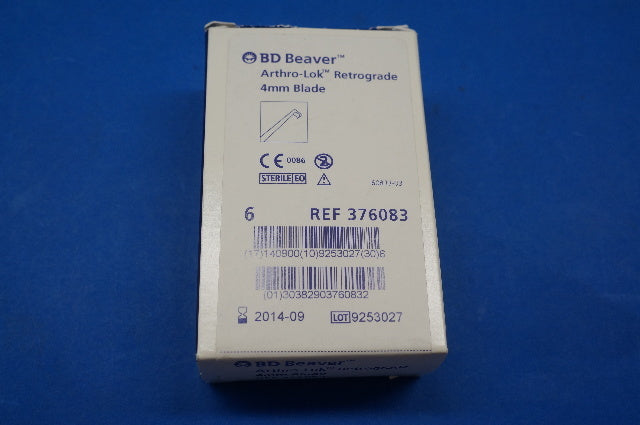 BD Beaver™
Arthro-Lok™ Retrograde
4mm Blade
CE 0086
STERILE EO
6 REF 376083
(17)140900(10)9253027(30)6
(01)30382903760832
2014-09 LOT 9253027
BD Beaver™